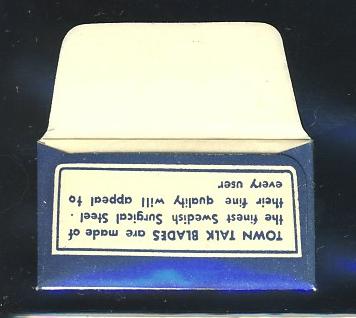 TOWN TALK BLADES are made of
the finest Swedish Surgical Steel .
their fine quality will appeal to
every user